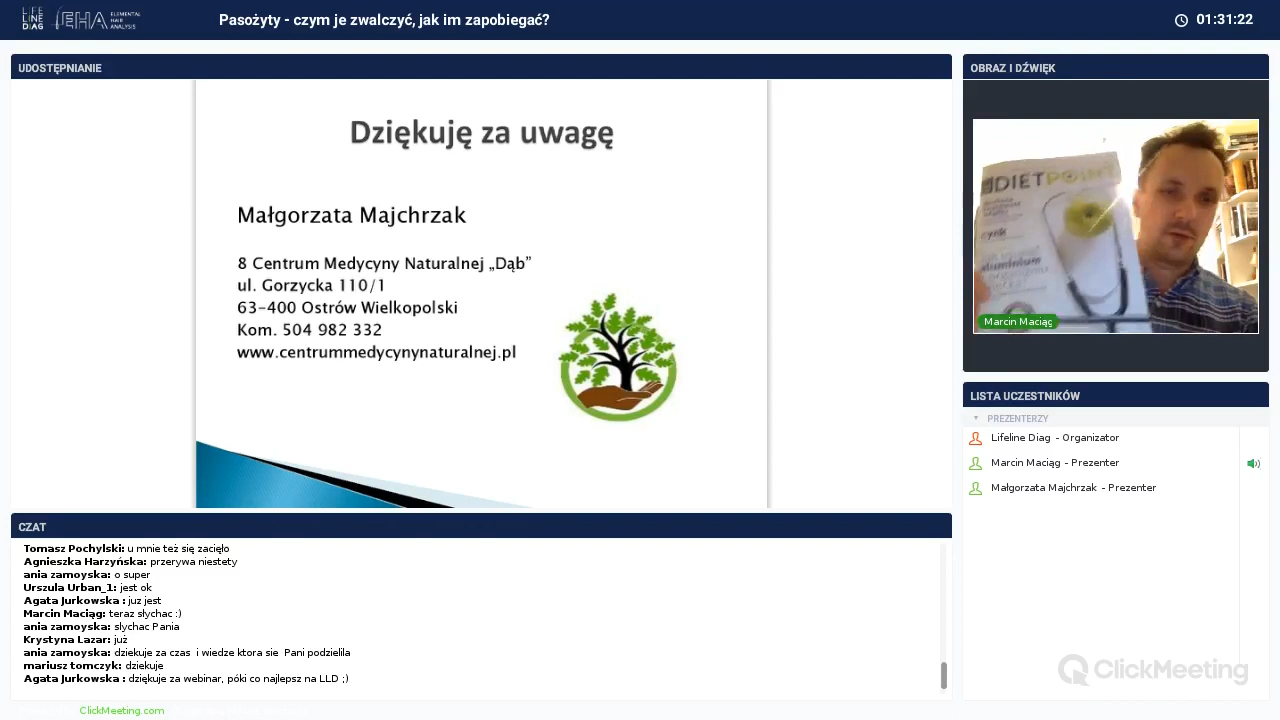 LIFE
LINE
DIAG
EHA
ELEMENTAL
HAIR
ANALYSIS
Pasożyty - czym je zwalczyć, jak im zapobiegać?
01:31:22
UDOSTĘPNIANIE
Dziękuję za uwagę
Małgorzata Majchrzak
8 Centrum Medycyny Naturalnej „Dąb”
ul. Gorzycka 110/1
63-400 Ostrów Wielkopolski
Kom. 504 982 332
www.centrummedycynynaturalnej.pl
CZAT
Tomasz Pochylski: u mnie też się zacięło
Agnieszka Harzyńska: przerywa niestety
ania zamoyska: o super
Urszula Urban_1: jest ok
Agata Jurkowska : juz jest
Marcin Maciąg: teraz słychac :)
ania zamoyska: slychac Pania
Krystyna Lazar: już
ania zamoyska: dziekuje za czas i wiedze ktora sie Pani podzielila
mariusz tomczyk: dziekuje
Agata Jurkowska : dziękuje za webinar, póki co najlepsz na LLD ;)
ClickMeeting.com
OBRAZ I DŹWIĘK
DIETPOINT
cynk
aluminium
Marcin Maciąg
LISTA UCZESTNIKÓW
PREZENTERZY
Lifeline Diag - Organizator
Marcin Maciąg - Prezenter
Małgorzata Majchrzak - Prezenter
ClickMeeting